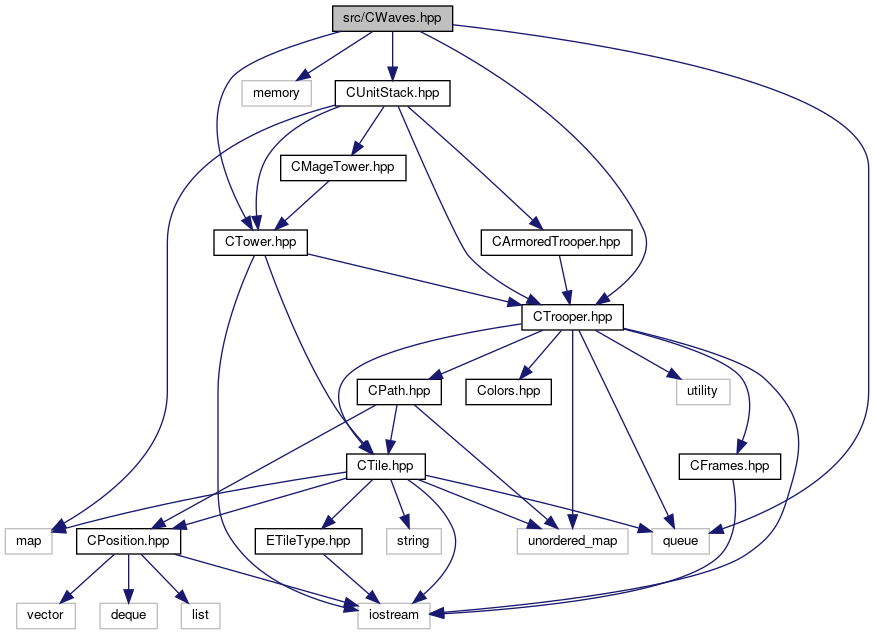 src/CWaves.hpp
memory
CUnitStack.hpp
CMageTower.hpp
CTower.hpp
CArmoredTrooper.hpp
CTrooper.hpp
CPath.hpp
Colors.hpp
utility
CTile.hpp
CFrames.hpp
map
CPosition.hpp
ETileType.hpp
string
unordered_map
queue
vector
deque
list
iostream